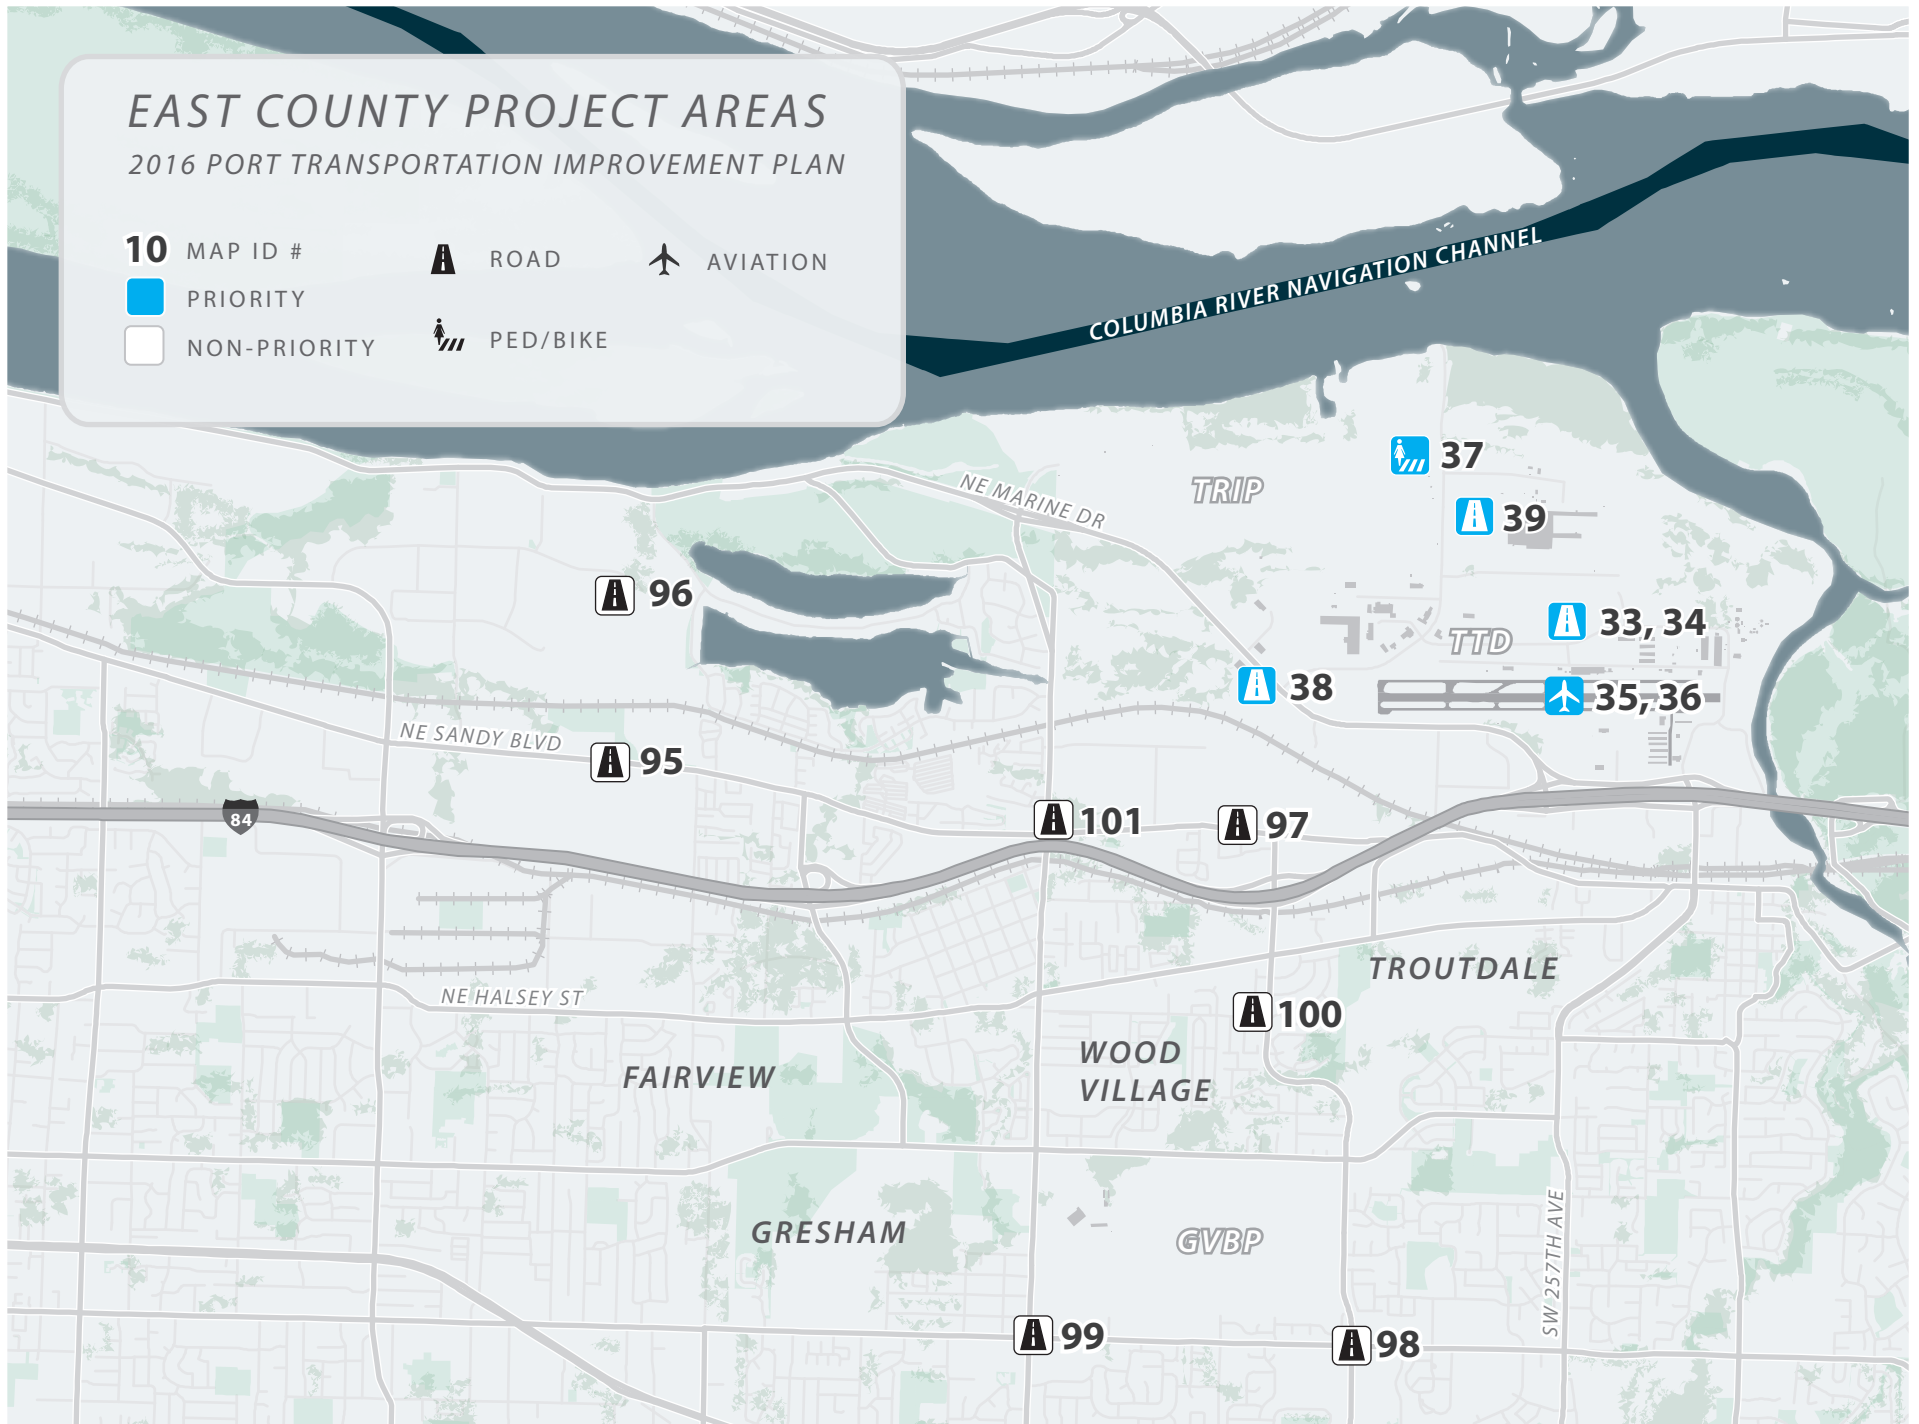 EAST COUNTY PROJECT AREAS
2016 PORT TRANSPORTATION IMPROVEMENT PLAN
10 MAP ID #
PRIORITY
NON-PRIORITY
ROAD
PED/BIKE
AVIATION
COLUMBIA RIVER NAVIGATION CHANNEL
37
TRIP
NE MARINE DR
39
96
33, 34
TTD
38
35, 36
NE SANDY BLVD
95
84
101
97
TROUTDALE
NE HALSEY ST
100
WOOD
VILLAGE
FAIRVIEW
GRESHAM
GVBP
SW 257TH AVE
99
98